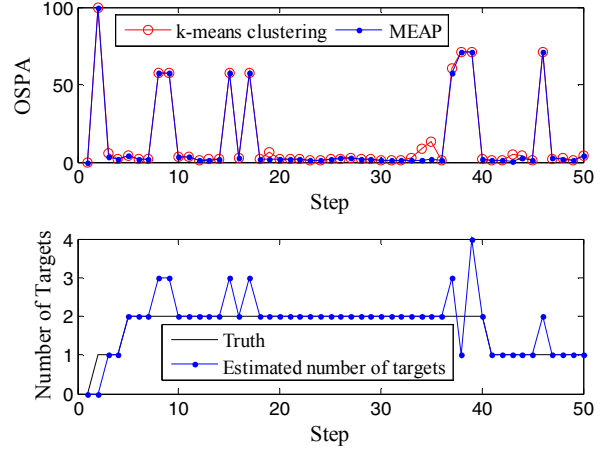 100
50
0
OSPA
k-means clustering
MEAP
0
10
20
30
40
50
Step
4
3
2
1
0
Number of Targets
Truth
Estimated number of targets
0
10
20
30
40
50
Step